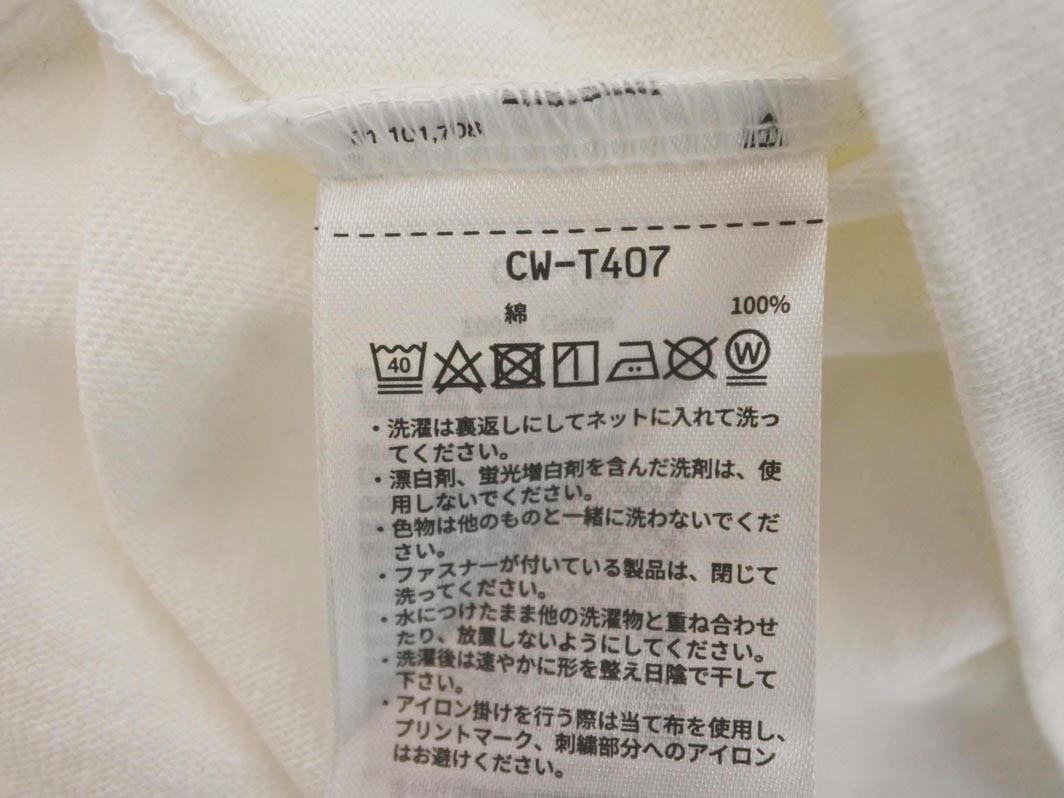 101,708
CW-T407
綿 100%
40
W
・洗濯は裏返しにしてネットに入れて洗っ
てください。
・漂白剤、蛍光増白剤を含んだ洗剤は、使
用しないでください。
・色物は他のものと一緒に洗わないでくだ
さい。
・ファスナーが付いている製品は、閉じて
洗ってください。
・水につけたまま他の洗濯物と重ね合わせ
たり、放置しないようにしてください。
・洗濯後は速やかに形を整え日陰で干して
下さい。
・アイロン掛けを行う際は当て布を使用し、
プリントマーク、刺繍部分へのアイロン
はお避けください。